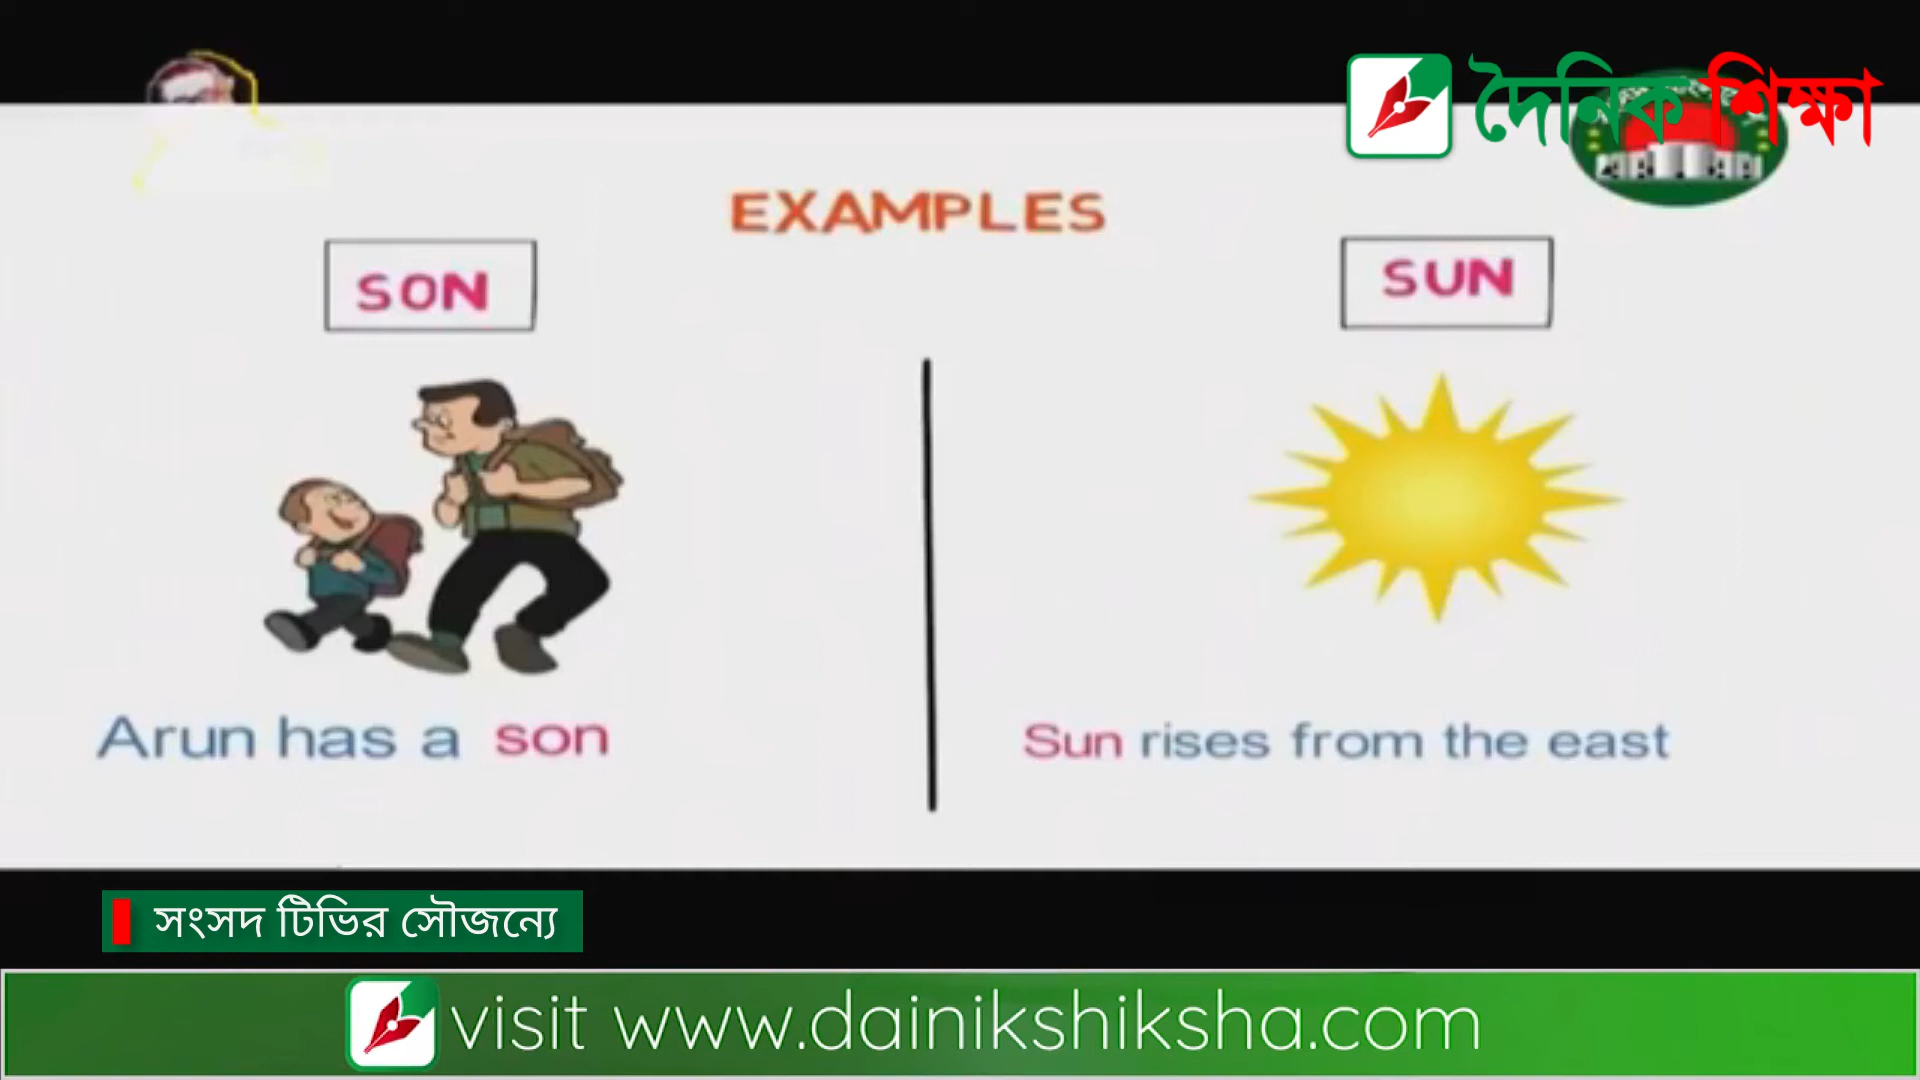 দৈনিক শিক্ষা
EXAMPLES
SON
SUN
Arun has a son
Sun rises from the east
সংসদ টিভির সৌজন্যে
visit www.dainikshiksha.com